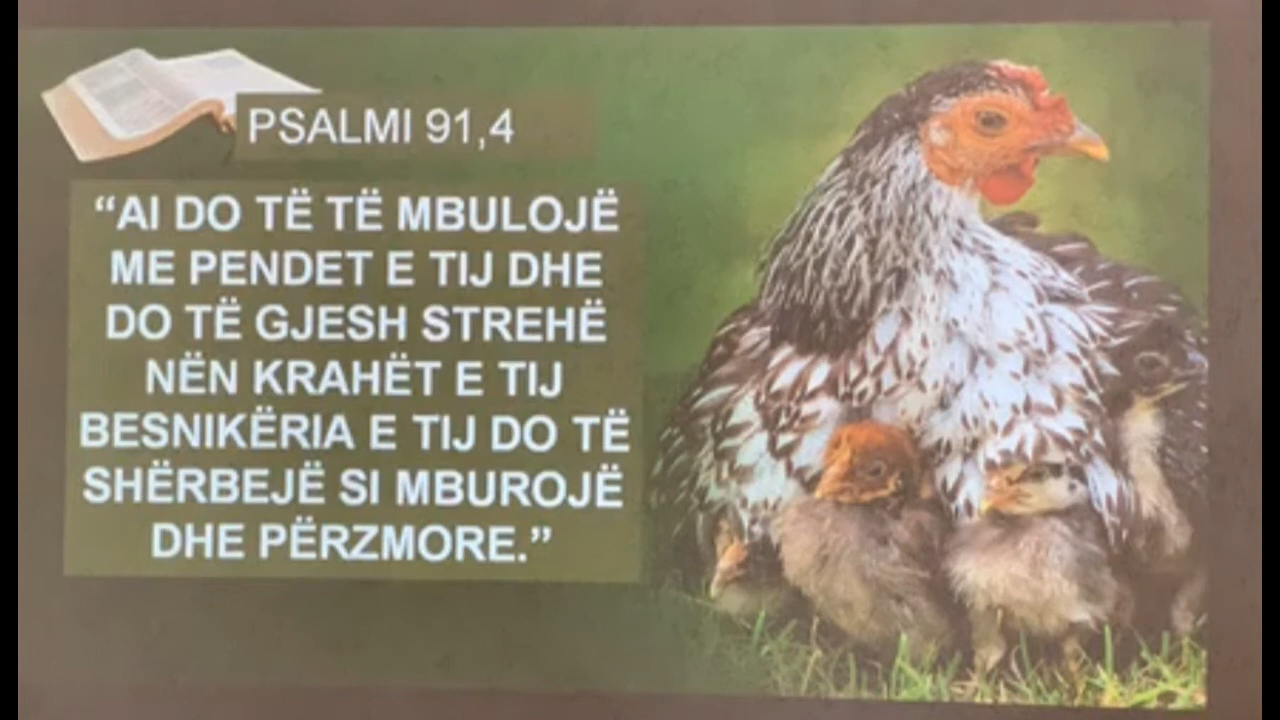 PSALMI 91,4
“AI DO TË TË MBULOJË
ME PENDET E TIJ DHE
DO TË GJESH STREHË
NËN KRAHËT E TIJ
BESNIKËRIA E TIJ DO TË
SHËRBEJË SI MBUROJË
DHE PËRZMORE.”